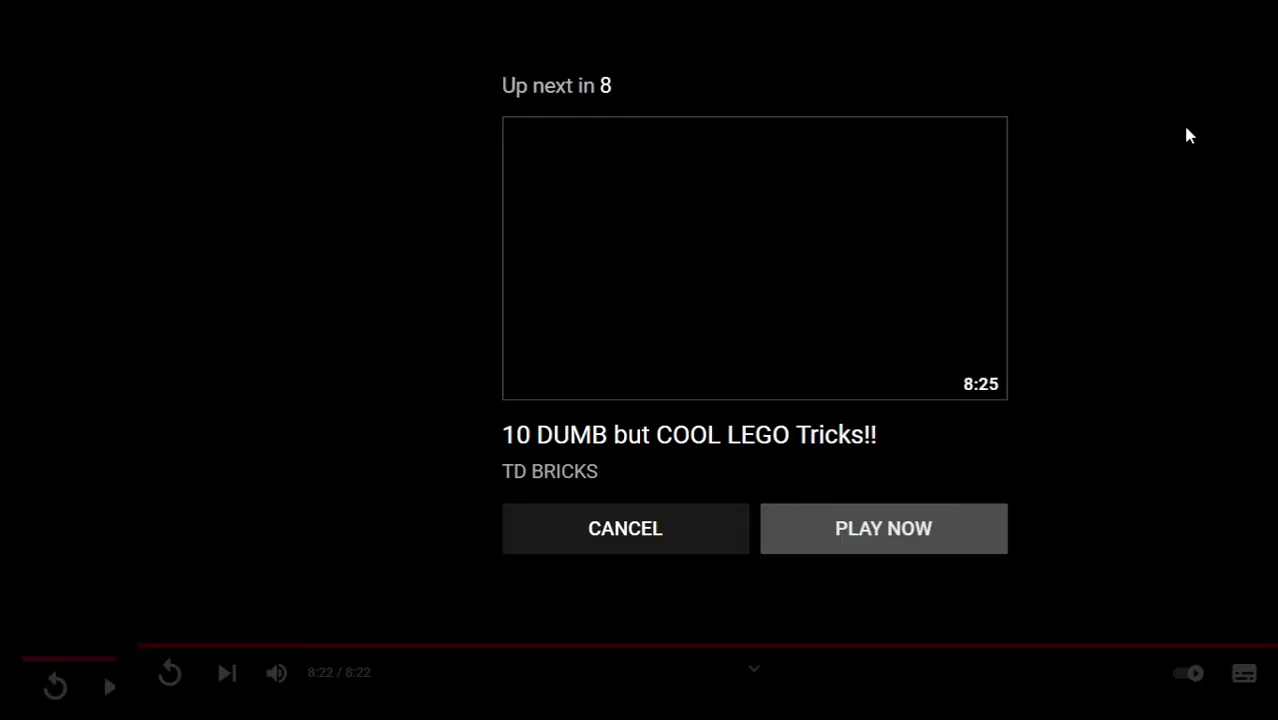 Up next in 8
8:25
10 DUMB but COOL LEGO Tricks!!
TD BRICKS
CANCEL
PLAY NOW
8:22 / 8:22